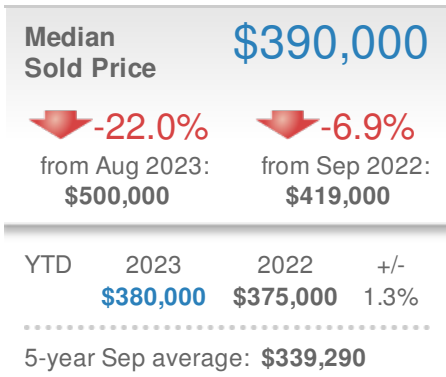 Median
Sold Price
$390,000
-22.0%
from Aug 2023:
$500,000
-6.9%
from Sep 2022:
$419,000
YTD 2023 2022 +/-
$380,000 $375,000 1.3%
5-year Sep average: $339,290